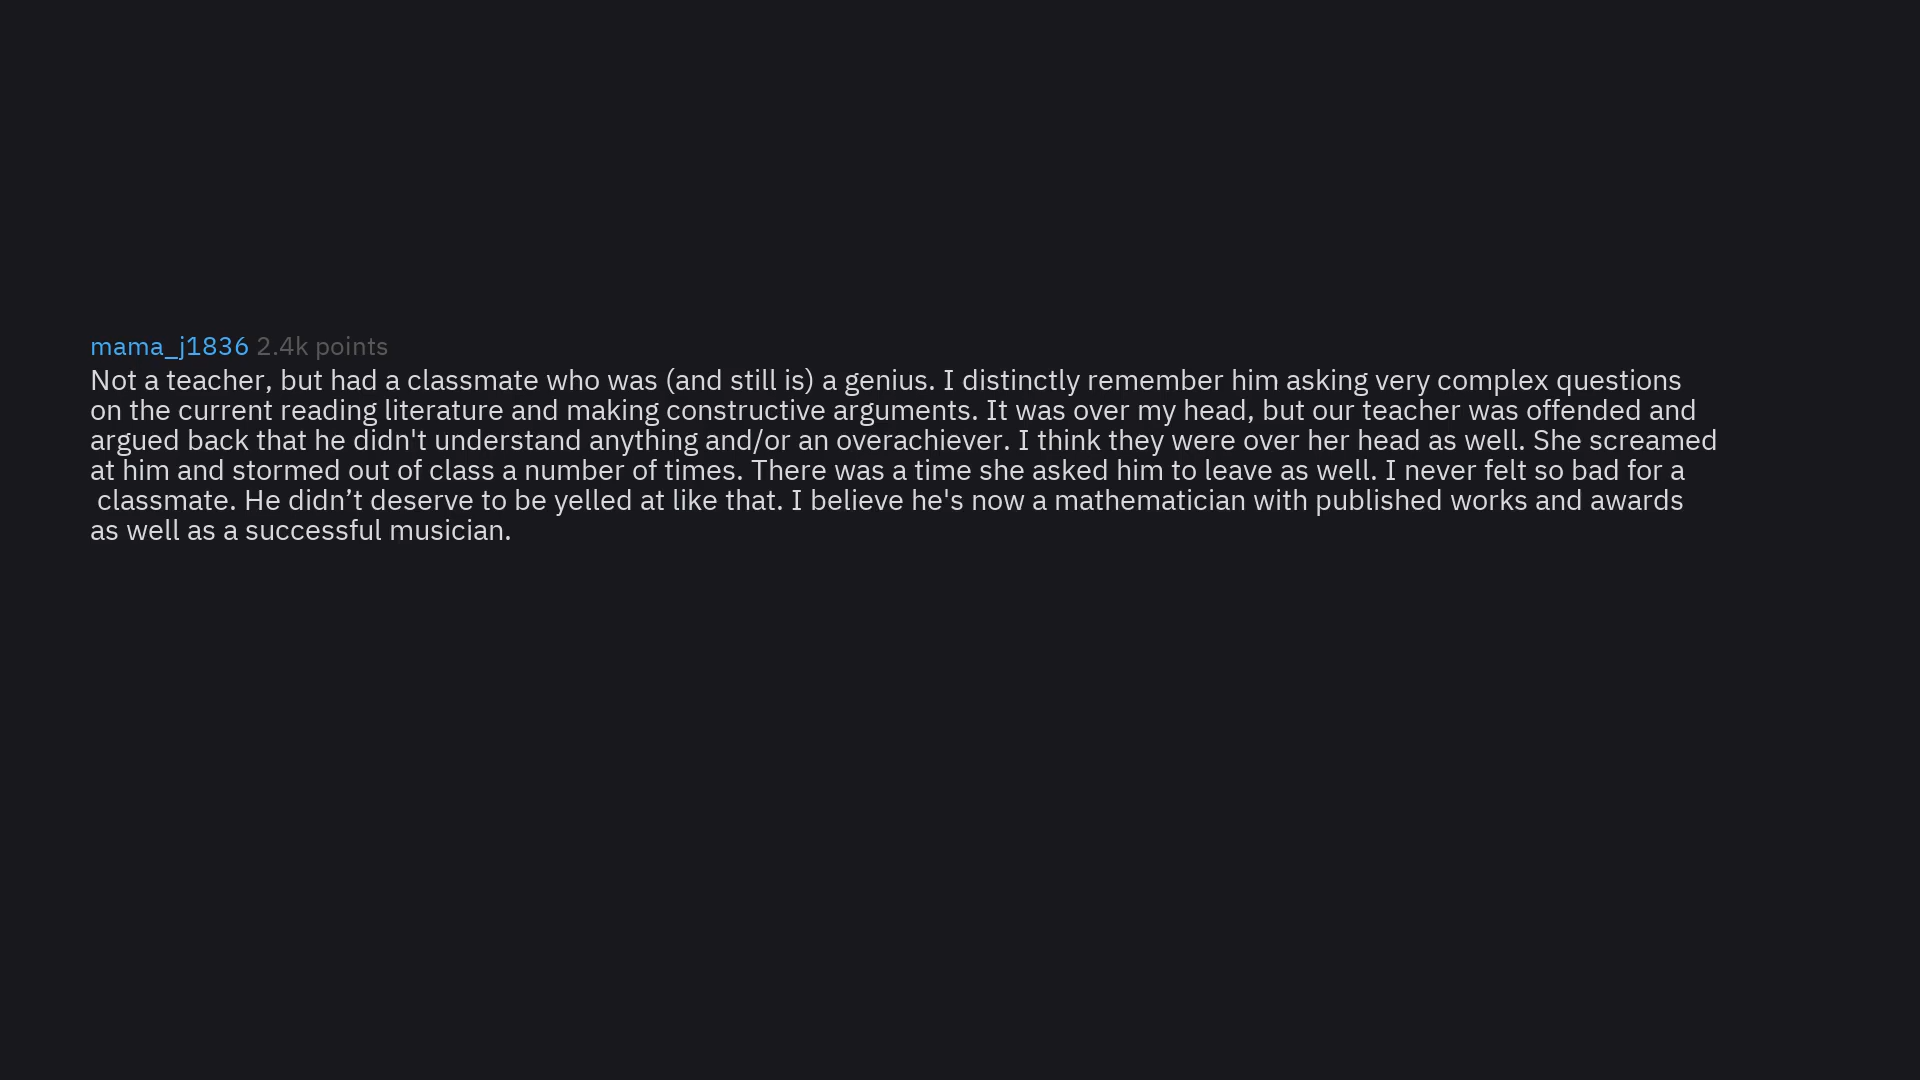 mama_j1836 2.4k points
Not a teacher, but had a classmate who was (and still is) a genius. I distinctly remember him asking very complex questions
on the current reading literature and making constructive arguments. It was over my head, but our teacher was offended and
argued back that he didn't understand anything and/or an overachiever. I think they were over her head as well. She screamed
at him and stormed out of class a number of times. There was a time she asked him to leave as well. I never felt so bad for a
classmate. He didn’t deserve to be yelled at like that. I believe he's now a mathematician with published works and awards
as well as a successful musician.